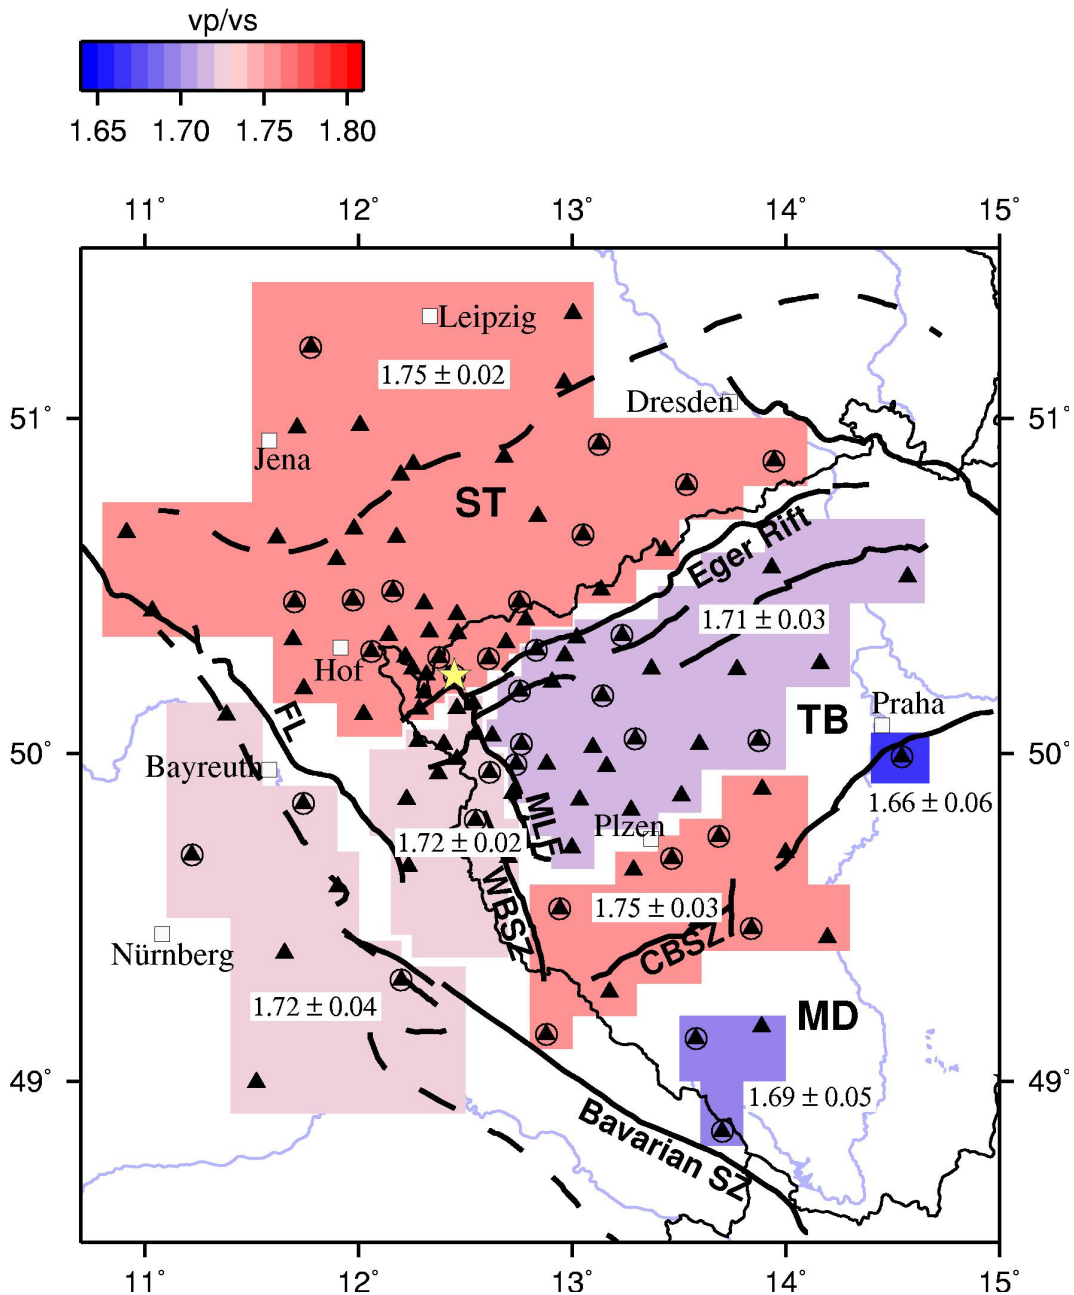 vp/vs
1.65 1.70 1.75 1.80
11° 12° 13° 14° 15°
Leipzig
1.75 ± 0.02
Dresden
51° 51°
Jena
ST
Eger Rift
1.71 ± 0.03
Hof
FL
TB
Praha
50° 50°
Bayreuth
1.66 ± 0.06
MLF
Plzen
1.72 ± 0.02
WBSZ
1.75 ± 0.03
CBSZ
Nürnberg
1.72 ± 0.04
MD
49° 49°
1.69 ± 0.05
Bavarian SZ
11° 12° 13° 14° 15°